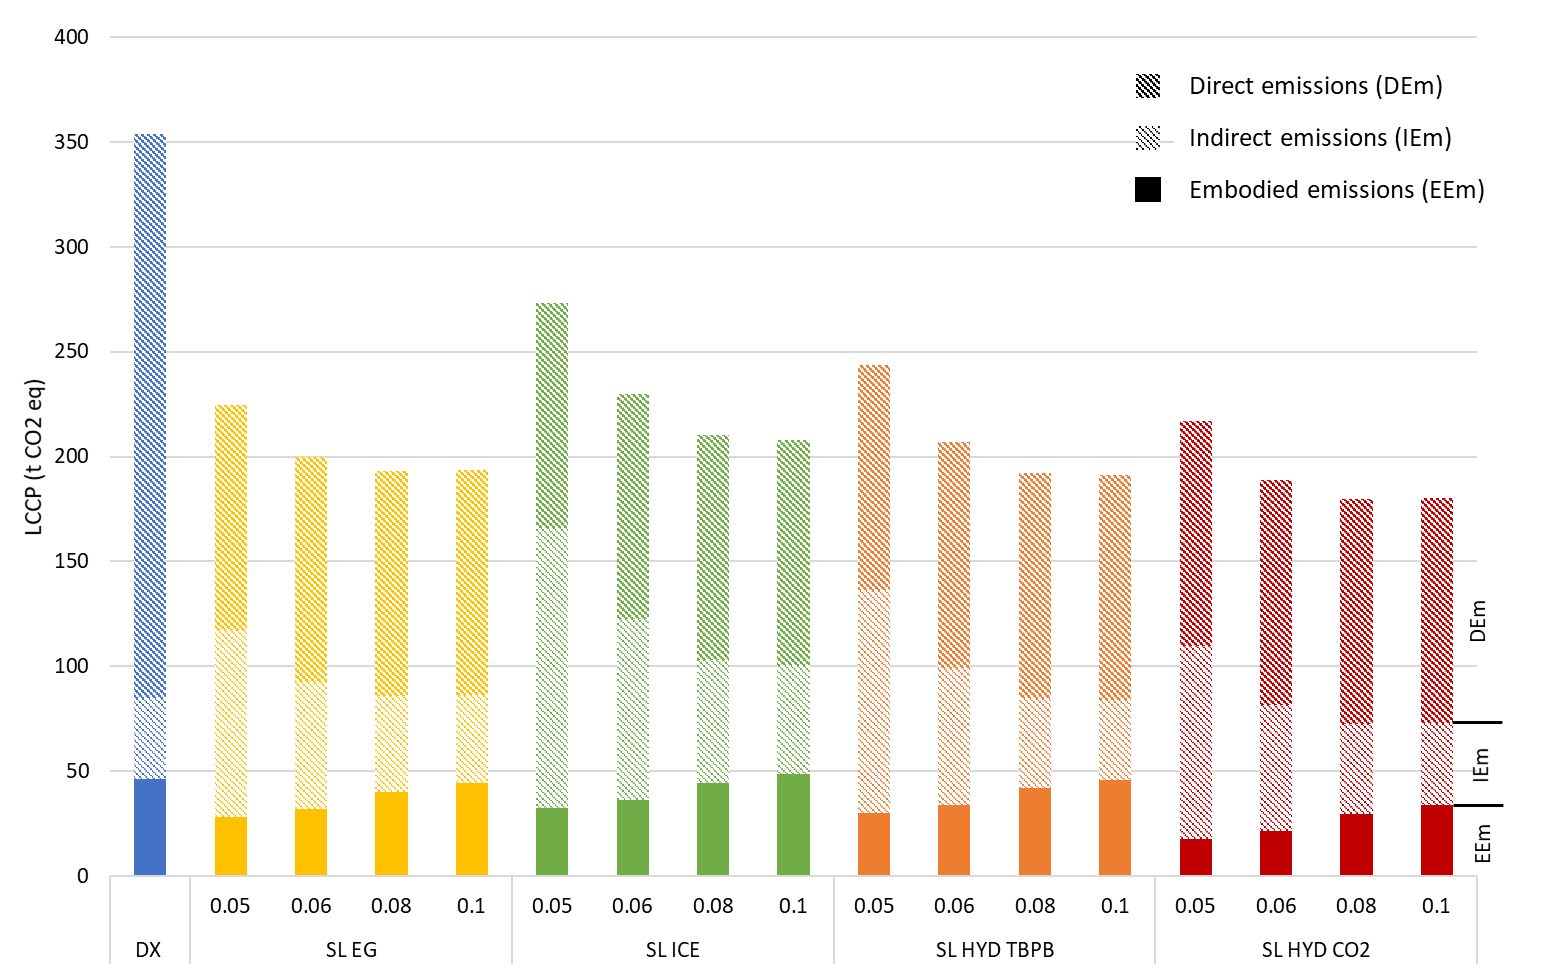 400
350
300
250
200
150
100
50
0
LCCP (t CO2 eq)
Direct emissions (DEm)
Indirect emissions (IEm)
Embodied emissions (EEm)
DEm
IEm
EEm
0.05 0.06 0.08 0.1 0.05 0.06 0.08 0.1 0.05 0.06 0.08 0.1 0.05 0.06 0.08 0.1
DX SL EG SL ICE SL HYD TBPB SL HYD CO2